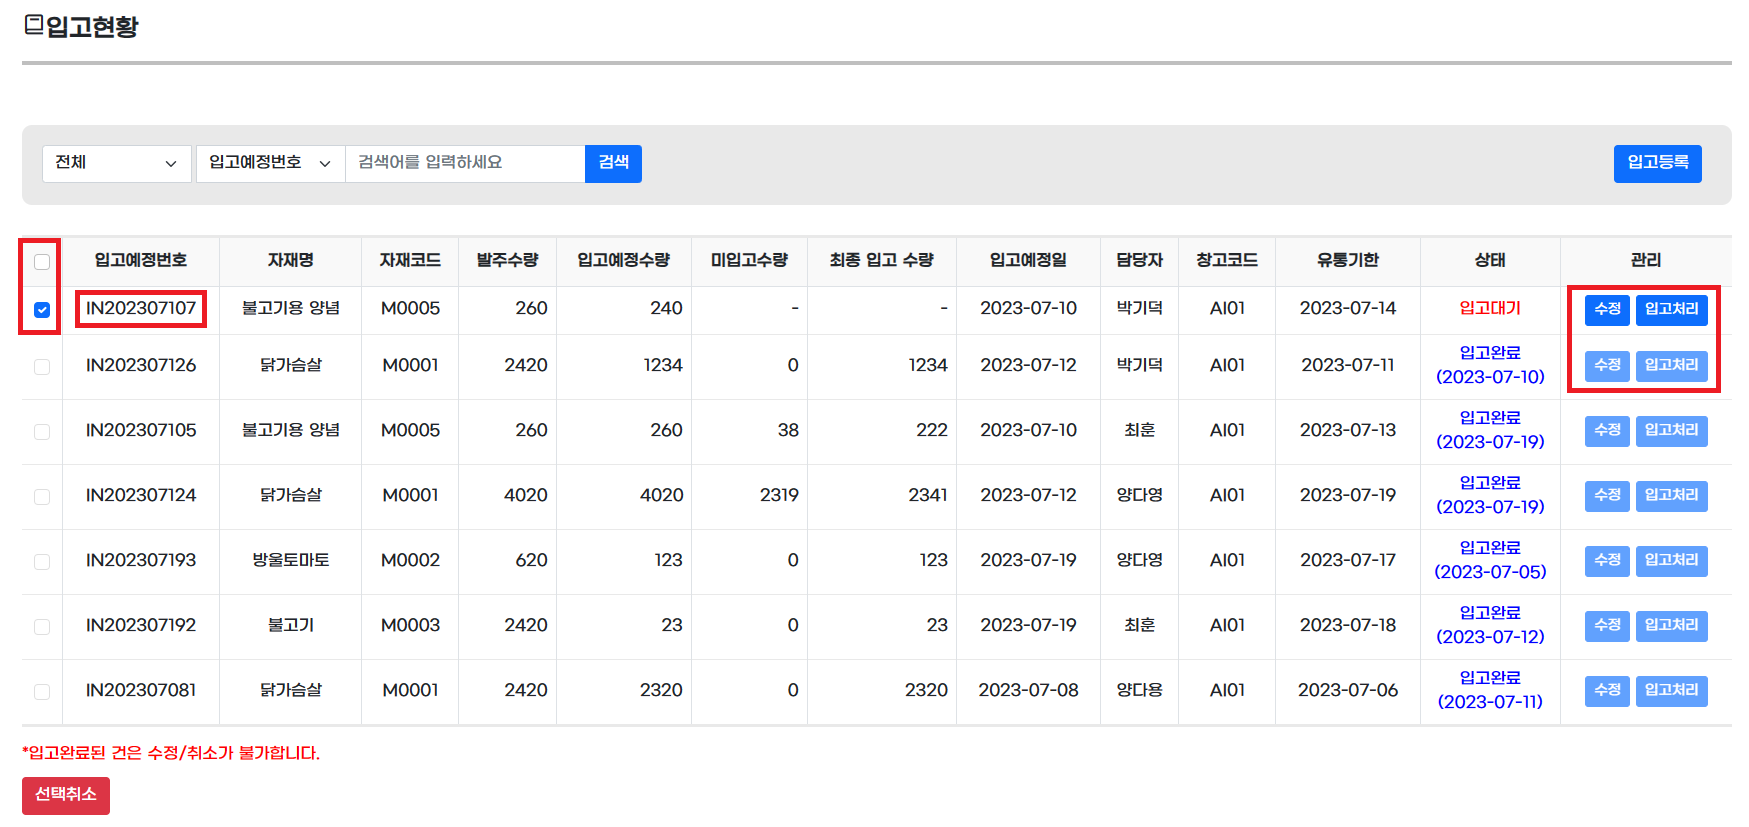 입고현황
전체 입고예정번호 검색어를 입력하세요 검색 입고등록
입고예정번호 자재명 자재코드 발주수량 입고예정수량 미입고수량 최종 입고 수량 입고예정일 담당자 창고코드 유통기한 상태 관리
IN202307107 불고기용 양념 M0005 260 240 - - 2023-07-10 박기덕 AI01 2023-07-14 입고대기 수정 입고처리
IN202307126 닭가슴살 M0001 2420 1234 0 1234 2023-07-12 박기덕 AI01 2023-07-11 입고완료 (2023-07-10) 수정 입고처리
IN202307105 불고기용 양념 M0005 260 260 38 222 2023-07-10 최훈 AI01 2023-07-13 입고완료 (2023-07-19) 수정 입고처리
IN202307124 닭가슴살 M0001 4020 4020 2319 2341 2023-07-12 양다영 AI01 2023-07-19 입고완료 (2023-07-19) 수정 입고처리
IN202307193 방울토마토 M0002 620 123 0 123 2023-07-19 양다영 AI01 2023-07-17 입고완료 (2023-07-05) 수정 입고처리
IN202307192 불고기 M0003 2420 23 0 23 2023-07-19 최훈 AI01 2023-07-18 입고완료 (2023-07-12) 수정 입고처리
IN202307081 닭가슴살 M0001 2420 2320 0 2320 2023-07-08 양다용 AI01 2023-07-06 입고완료 (2023-07-11) 수정 입고처리
*입고완료된 건은 수정/취소가 불가합니다.
선택취소